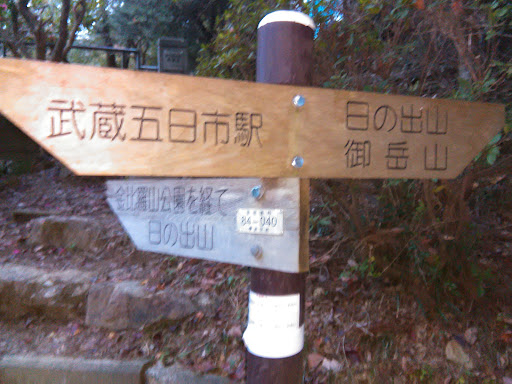 武蔵五日市駅
日の出山
御岳山
金比羅山公園を経て
日の出山
84-040